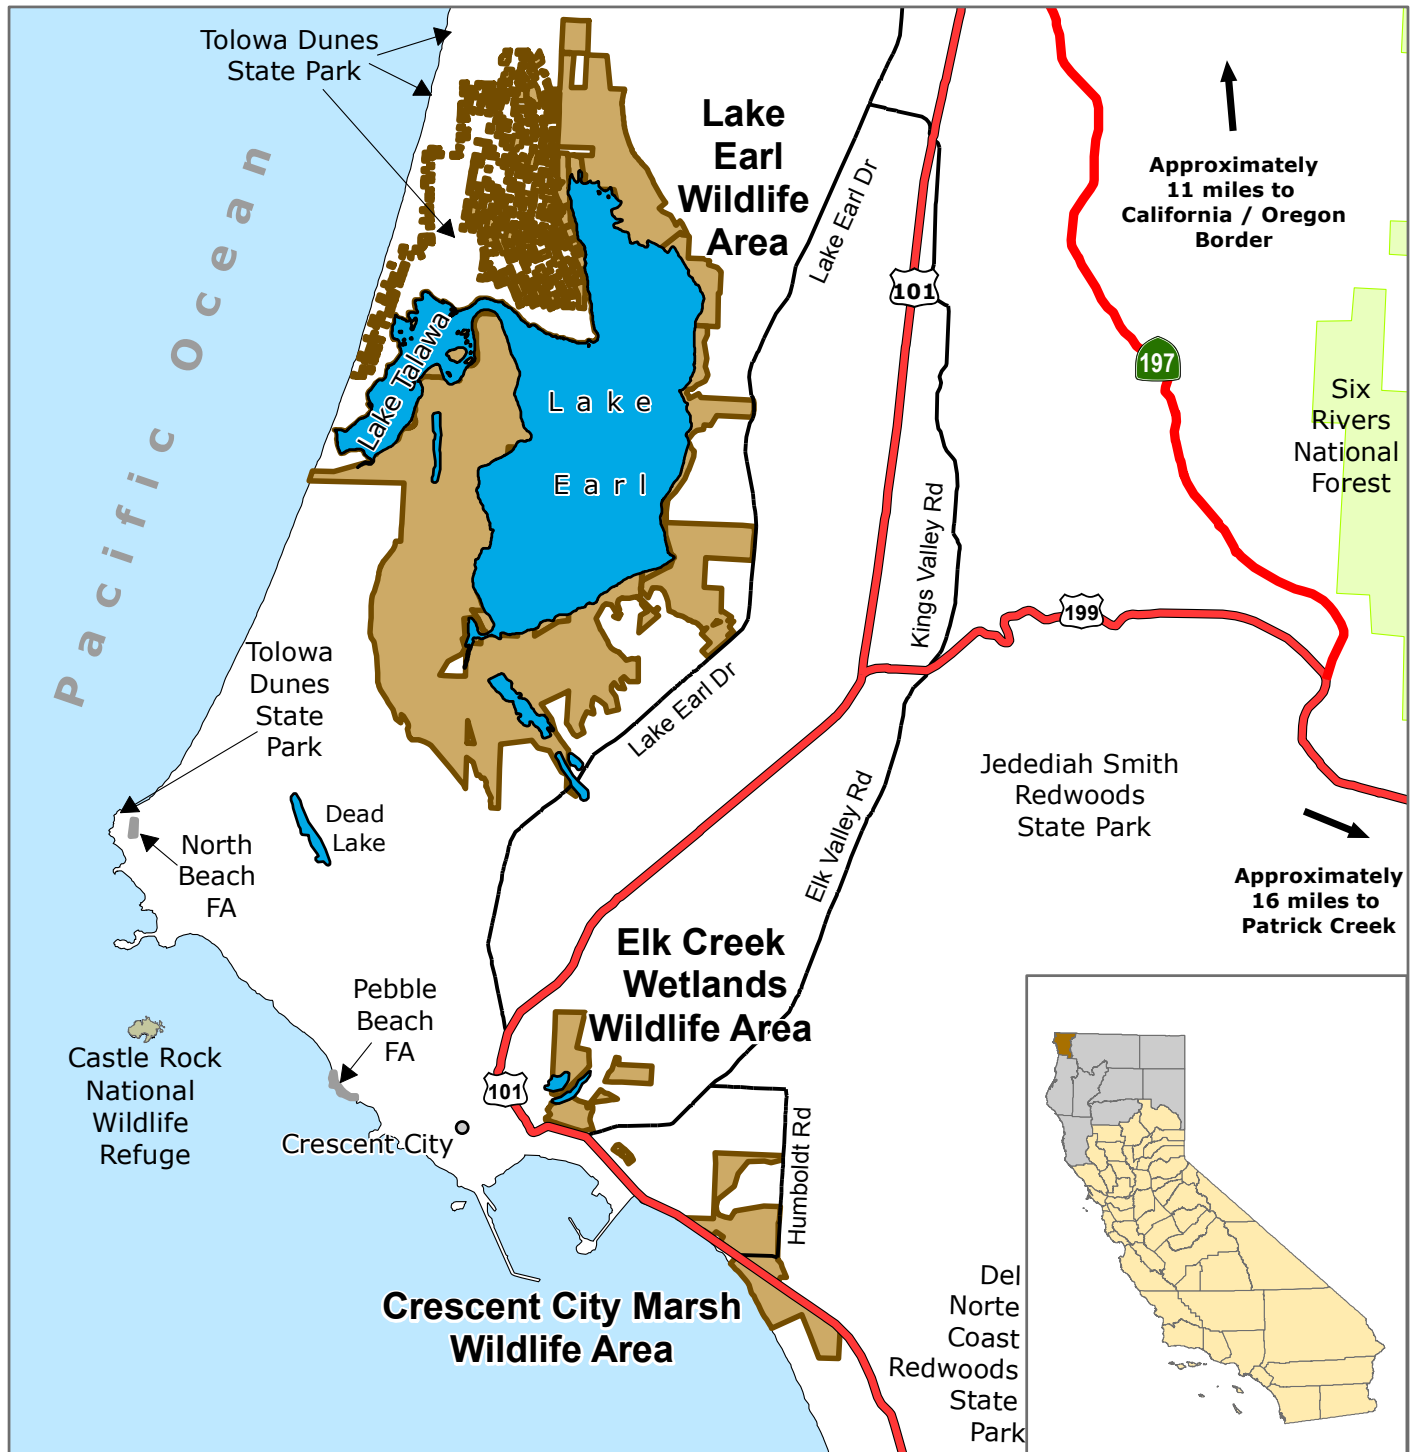 Tolowa Dunes
State Park
Lake
Earl
Wildlife
Area
Lake Earl Dr
Approximately
11 miles to
California / Oregon
Border
Pacific Ocean
101
197
Lake Talawa
Lake
Earl
Six
Rivers
National
Forest
Kings Valley Rd
199
Tolowa
Dunes
State
Park
Lake Earl Dr
Jedediah Smith
Redwoods
State Park
Elk Valley Rd
Dead
Lake
North
Beach
FA
Approximately
16 miles to
Patrick Creek
Elk Creek
Wetlands
Wildlife Area
Pebble
Beach
FA
Castle Rock
National
Wildlife
Refuge
101
Crescent City
Humboldt Rd
Crescent City Marsh
Wildlife Area
Del
Norte
Coast
Redwoods
State
Park